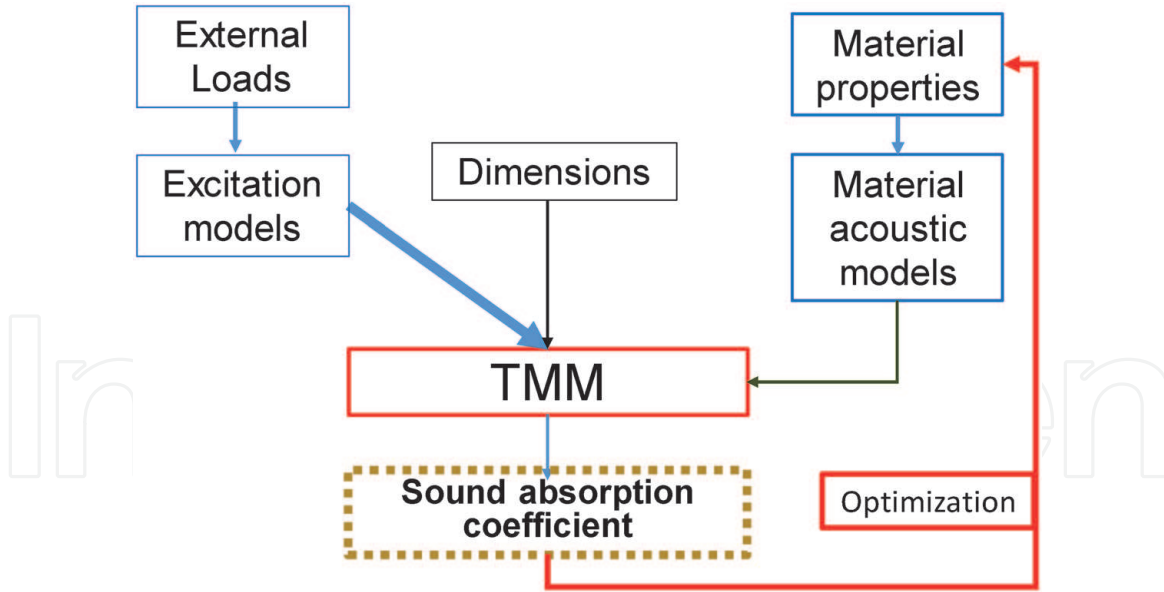 External
Loads
Material
properties
Excitation
models
Dimensions
Material
acoustic
models
TMM
Sound absorption
coefficient
Optimization